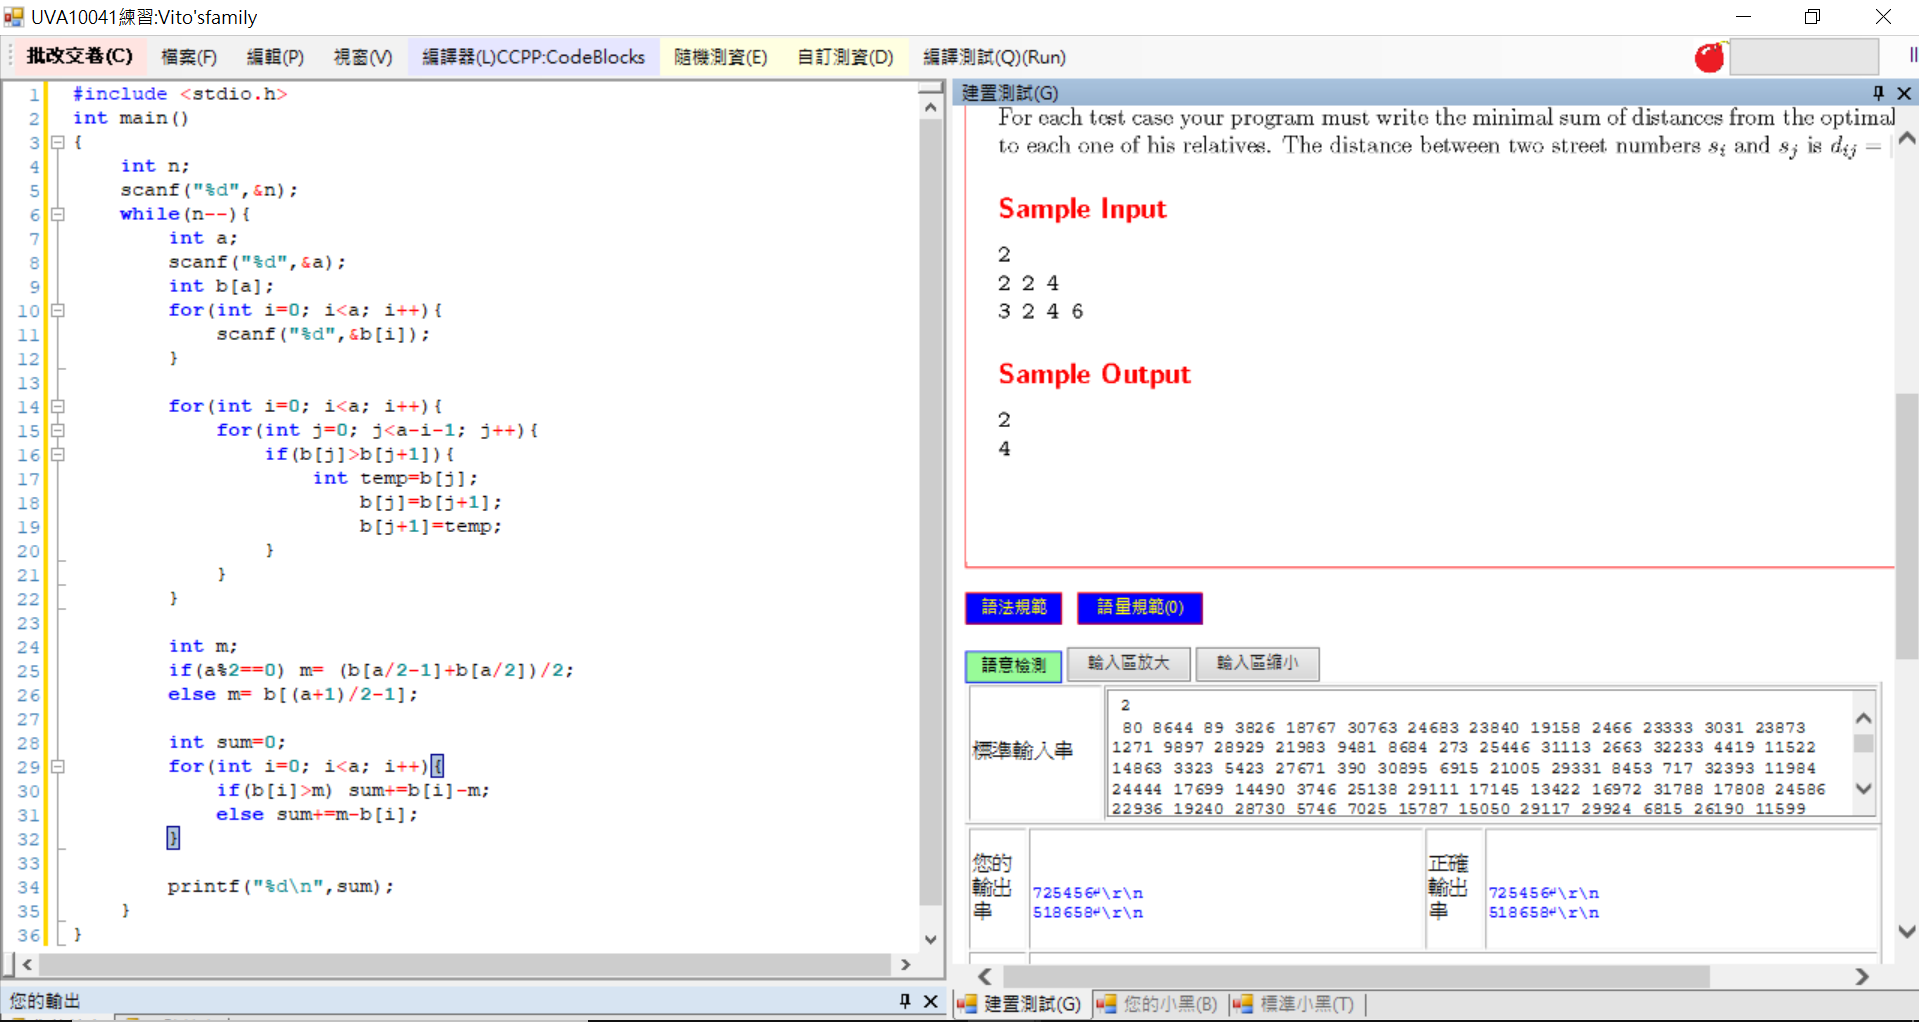 UVA10041練習:Vito'sfamily
批改交卷(C) 檔案(F) 編輯(P) 視窗(V) 編譯器(L)CCPP:CodeBlocks 隨機測資(E) 自訂測資(D) 編譯測試(Q)(Run)
1 #include <stdio.h>
2 int main()
3 {
4 int n;
5 scanf("%d",&n);
6 while(n--){
7 int a;
8 scanf("%d",&a);
9 int b[a];
10 for(int i=0; i<a; i++){
11 scanf("%d",&b[i]);
12 }
13
14 for(int i=0; i<a; i++){
15 for(int j=0; j<a-i-1; j++){
16 if(b[j]>b[j+1]){
17 int temp=b[j];
18 b[j]=b[j+1];
19 b[j+1]=temp;
20 }
21 }
22 }
23
24 int m;
25 if(a%2==0) m= (b[a/2-1]+b[a/2])/2;
26 else m= b[(a+1)/2-1];
27
28 int sum=0;
29 for(int i=0; i<a; i++){
30 if(b[i]>m) sum+=b[i]-m;
31 else sum+=m-b[i];
32 }
33
34 printf("%d\n",sum);
35 }
36 }
您的輸出
建置測試(G)
For each test case your program must write the minimal sum of distances from the optimal
to each one of his relatives. The distance between two street numbers si and sj is dij =
Sample Input
2
2 2 4
3 2 4 6
Sample Output
2
4
語法規範 語量規範(0)
語意檢測 輸入區放大 輸入區縮小
標準輸入串
2
80 8644 89 3826 18767 30763 24683 23840 19158 2466 23333 3031 23873
1271 9897 28929 21983 9481 8684 273 25446 31113 2663 32233 4419 11522
14863 3323 5423 27671 390 30895 6915 21005 29331 8453 717 32393 11984
24444 17699 14490 3746 25138 29111 17145 13422 16972 31788 17808 24586
22936 19240 28730 5746 7025 15787 15050 29117 29924 6815 26190 11599
您的
輸出
串
725456↵\r\n
518658↵\r\n
正確
輸出
串
725456↵\r\n
518658↵\r\n
建置測試(G) 您的小黑(B) 標準小黑(T)